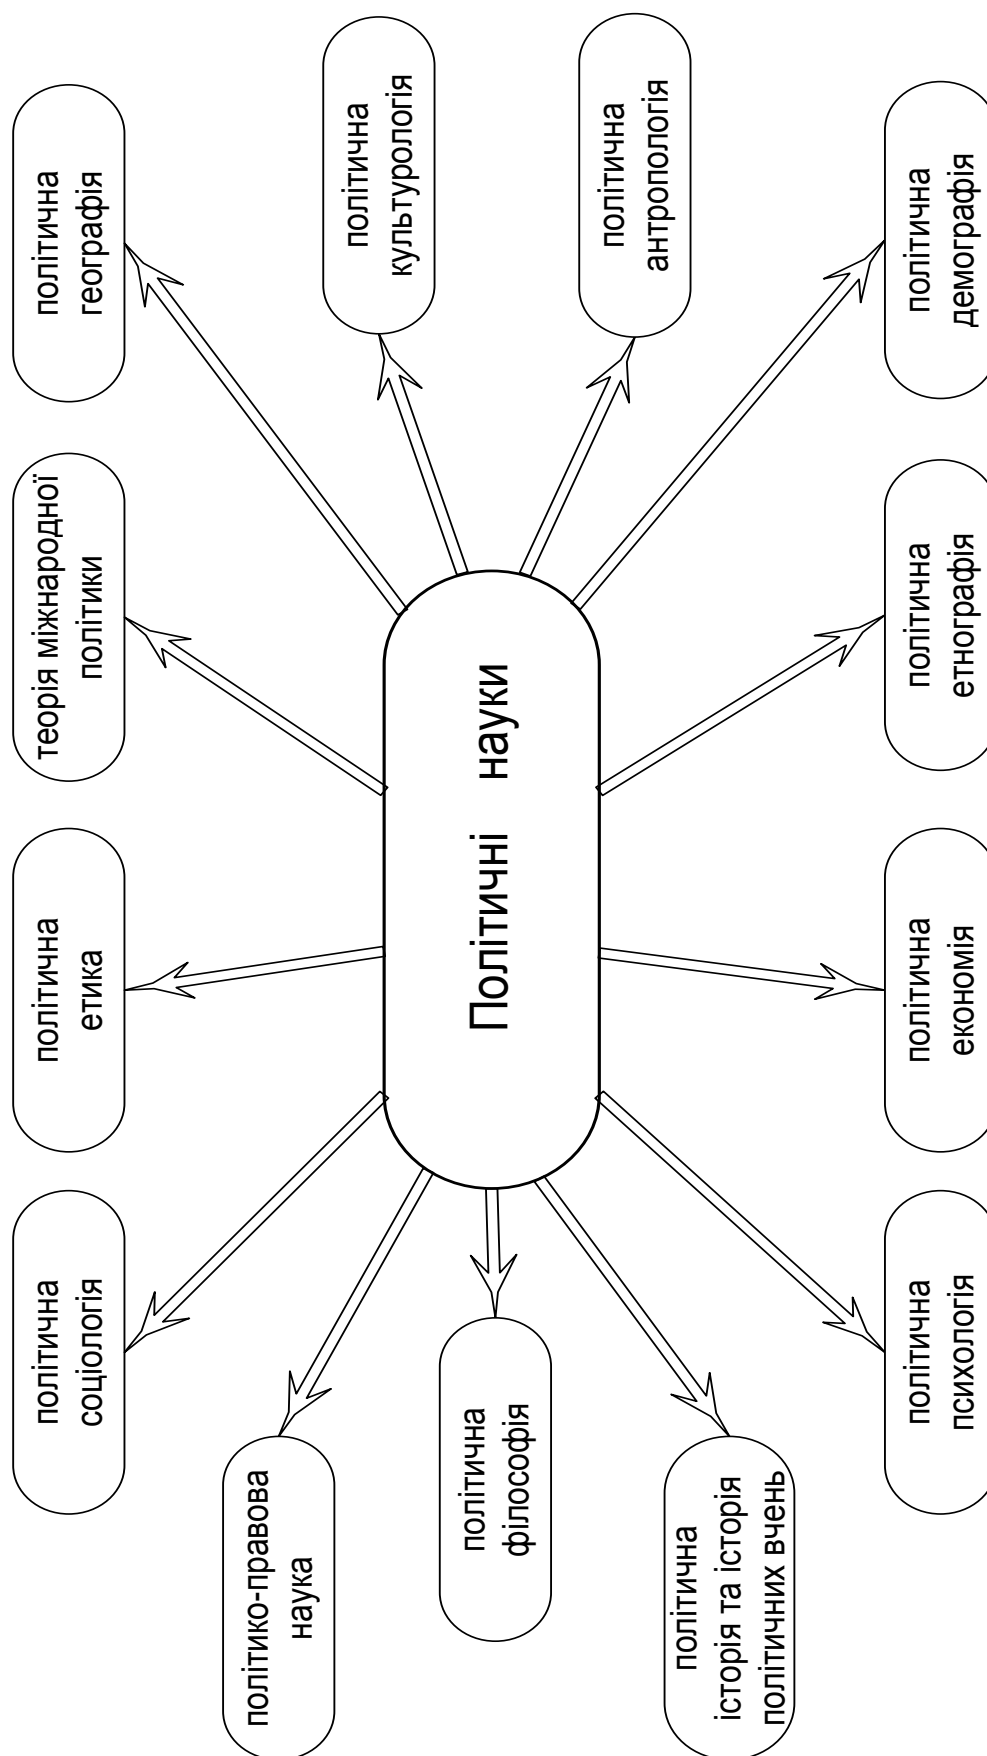 політико-правова
наука
політична
соціологія
політична
етика
теорія міжнародної
політики
політична
географія
політична
культурологія
політична
філософія
Політичні науки
політична
антропологія
політична
історія та історія
політичних вчень
політична
психологія
політична
економія
політична
етнографія
політична
демографія